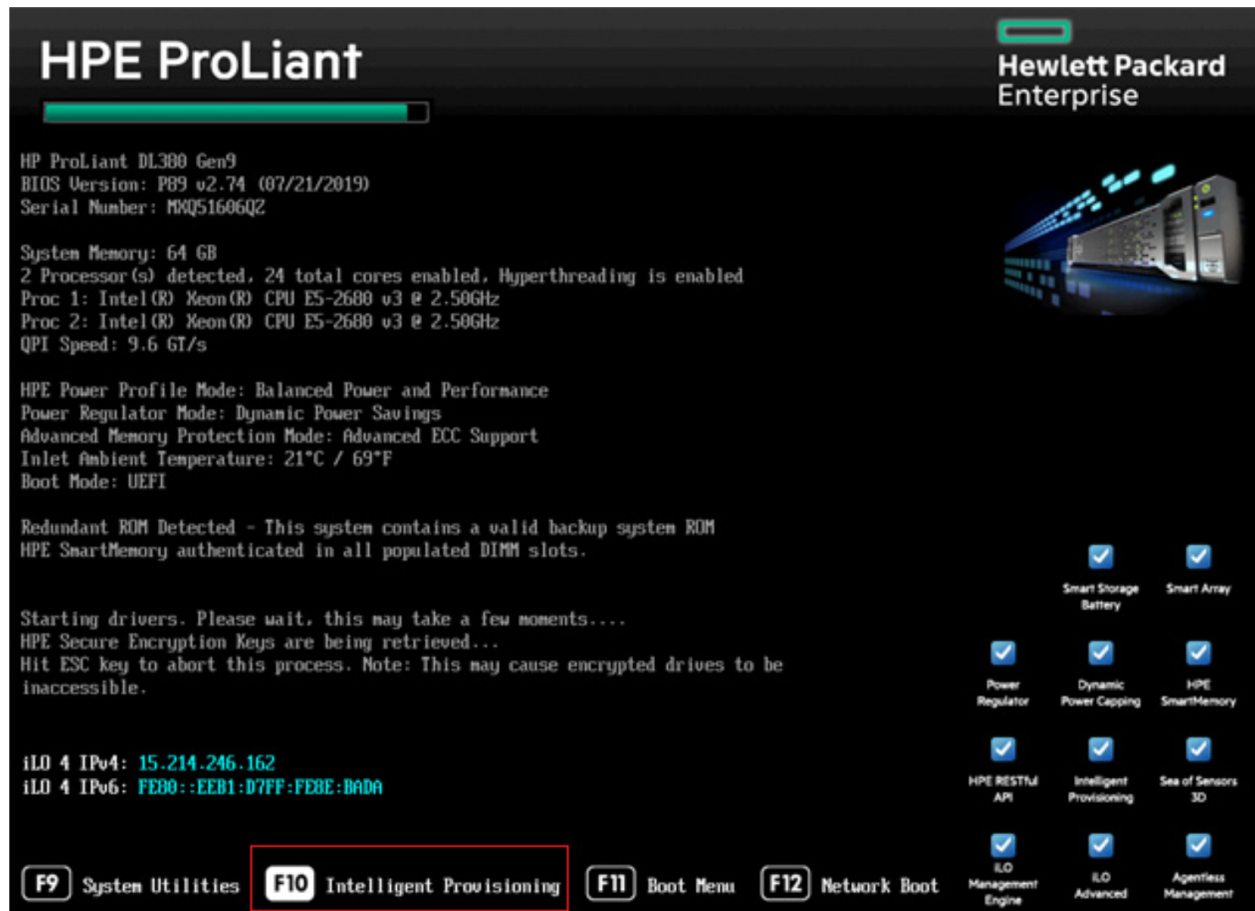 HPE ProLiant
Hewlett Packard
Enterprise
HP ProLiant DL380 Gen9
BIOS Version: P89 v2.74 (07/21/2019)
Serial Number: MXQ51606QZ
System Memory: 64 GB
2 Processor(s) detected, 24 total cores enabled, Hyperthreading is enabled
Proc 1: Intel(R) Xeon(R) CPU E5-2680 v3 @ 2.50GHz
Proc 2: Intel(R) Xeon(R) CPU E5-2680 v3 @ 2.50GHz
QPI Speed: 9.6 GT/s
HPE Power Profile Mode: Balanced Power and Performance
Power Regulator Mode: Dynamic Power Savings
Advanced Memory Protection Mode: Advanced ECC Support
Inlet Ambient Temperature: 21°C / 69°F
Boot Mode: UEFI
Redundant ROM Detected - This system contains a valid backup system ROM
HPE SmartMemory authenticated in all populated DIMM slots.
Starting drivers. Please wait, this may take a few moments....
HPE Secure Encryption Keys are being retrieved...
Hit ESC key to abort this process. Note: This may cause encrypted drives to be
inaccessible.
iLO 4 IPv4: 15.214.246.162
iLO 4 IPv6: FE80::EEB1:D7FF:FE8E:BADA
Smart Storage
Battery
Smart Array
Power
Regulator
Dynamic
Power Capping
HPE
SmartMemory
HPE RESTful
API
Intelligent
Provisioning
Sea of Sensors
3D
iLO
Management
Engine
iLO
Advanced
Agentless
Management
F9 System Utilities
F10 Intelligent Provisioning
F11 Boot Menu
F12 Network Boot